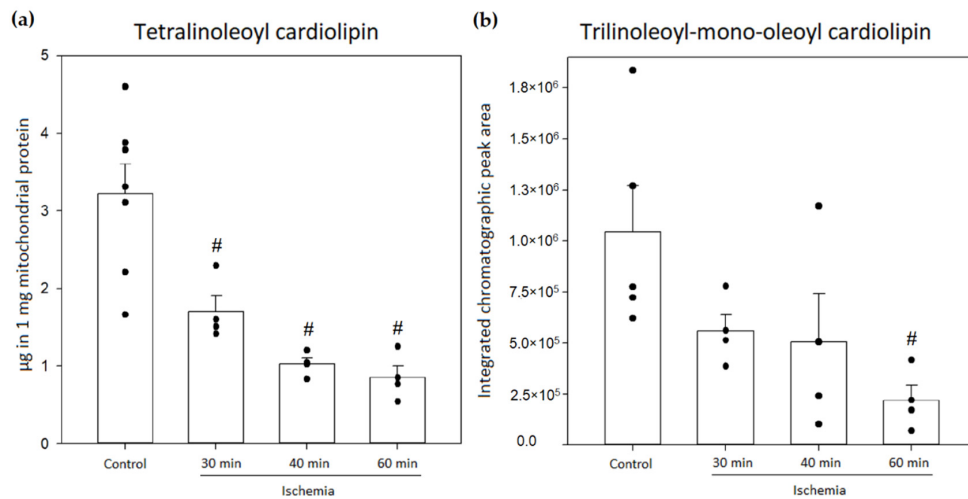 (a)
Tetralinoleoyl cardiolipin
µg in 1 mg mitochondrial protein
5
4
3
2
1
0
#
#
#
Control
30 min
40 min
60 min
Ischemia
(b)
Trilinoleoyl-mono-oleoyl cardiolipin
Integrated chromatographic peak area
1.8×10⁶
1.3×10⁶
1.0×10⁶
7.5×10⁵
5.0×10⁵
2.5×10⁵
0.0
#
Control
30 min
40 min
60 min
Ischemia